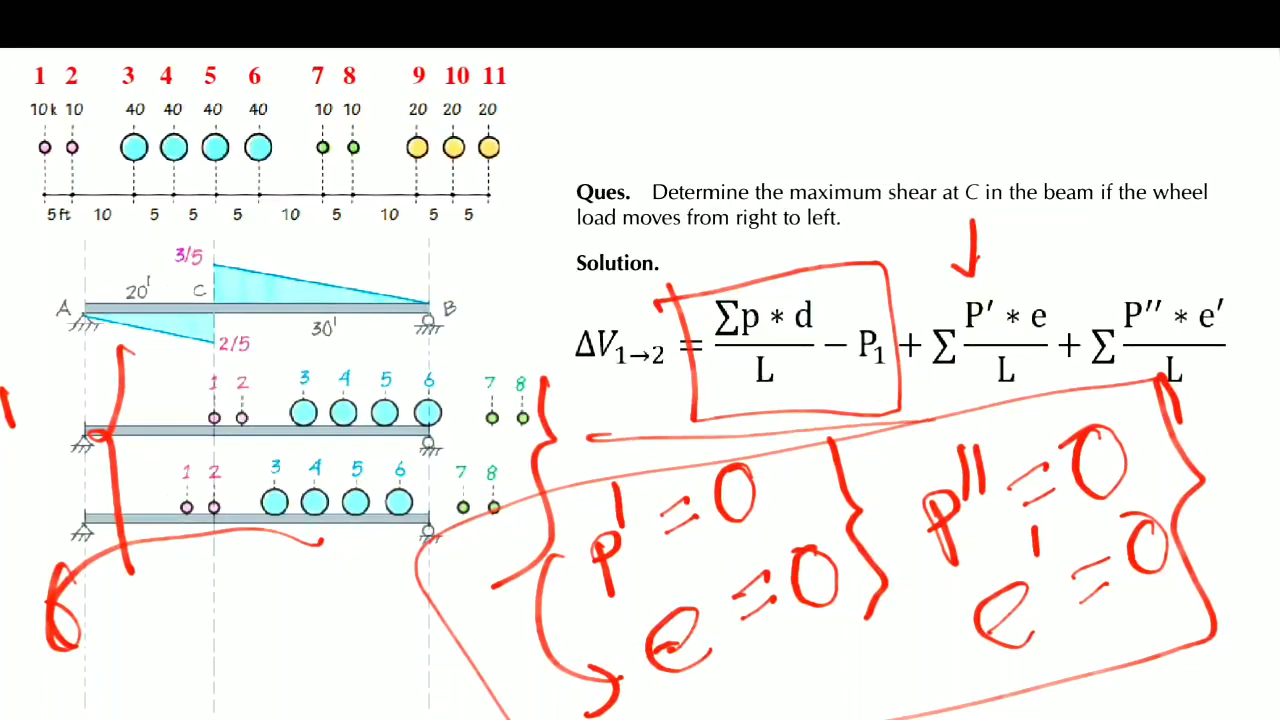 1 2 3 4 5 6 7 8 9 10 11
10 k 10 40 40 40 40 10 10 20 20 20
5 ft 10 5 5 5 10 5 10 5 5
Ques. Determine the maximum shear at C in the beam if the wheel
load moves from right to left.
Solution.
3/5
20' C
A B
30'
2/5
ΔV1→2 = ∑p * d / L − P1 + ∑ P' * e / L + ∑ P'' * e' / L
1 2 3 4 5 6 7 8
1 2 3 4 5 6 7 8
P' = 0
e = 0
P'' = 0
e' = 0